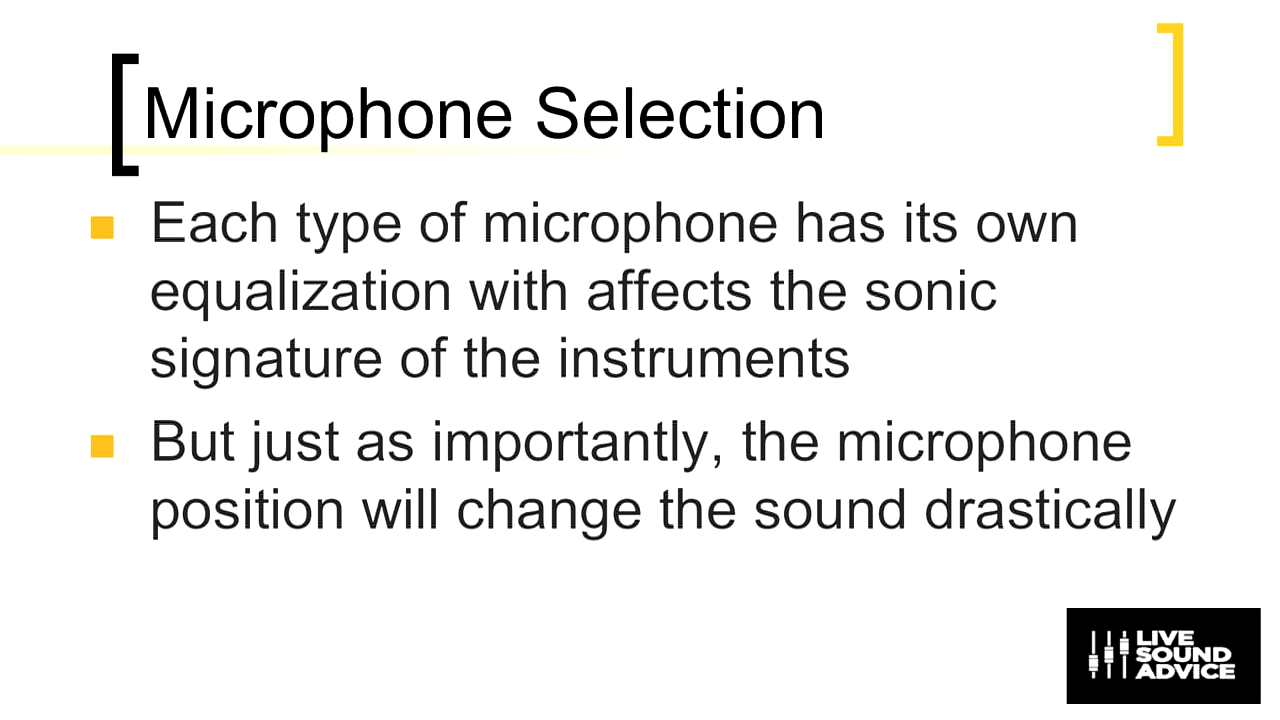 Microphone Selection
Each type of microphone has its own
equalization with affects the sonic
signature of the instruments
But just as importantly, the microphone
position will change the sound drastically
LIVE
SOUND
ADVICE